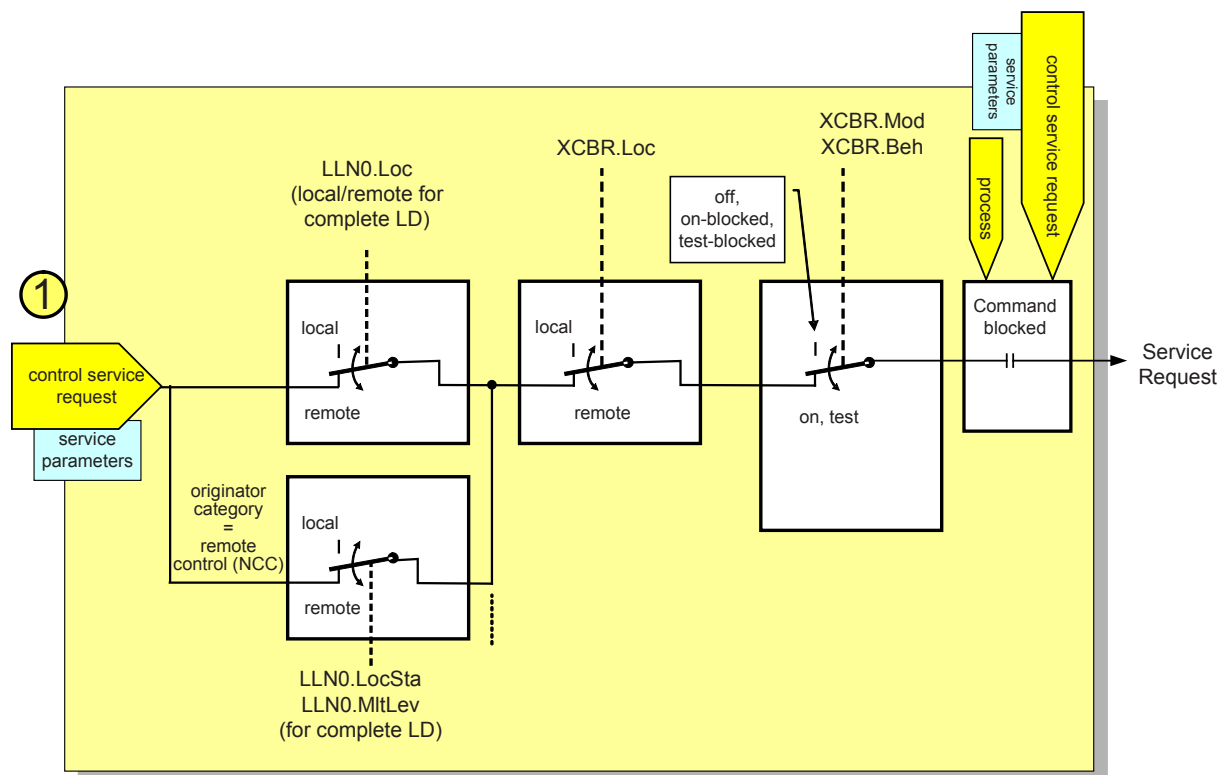 service
parameters
control service request
process
XCBR.Mod
XCBR.Beh
XCBR.Loc
LLN0.Loc
(local/remote for
complete LD)
off,
on-blocked,
test-blocked
1
control service
request
service
parameters
local
remote
local
remote
on, test
Command
blocked
Service
Request
originator
category
=
remote
control (NCC)
local
remote
LLN0.LocSta
LLN0.MltLev
(for complete LD)